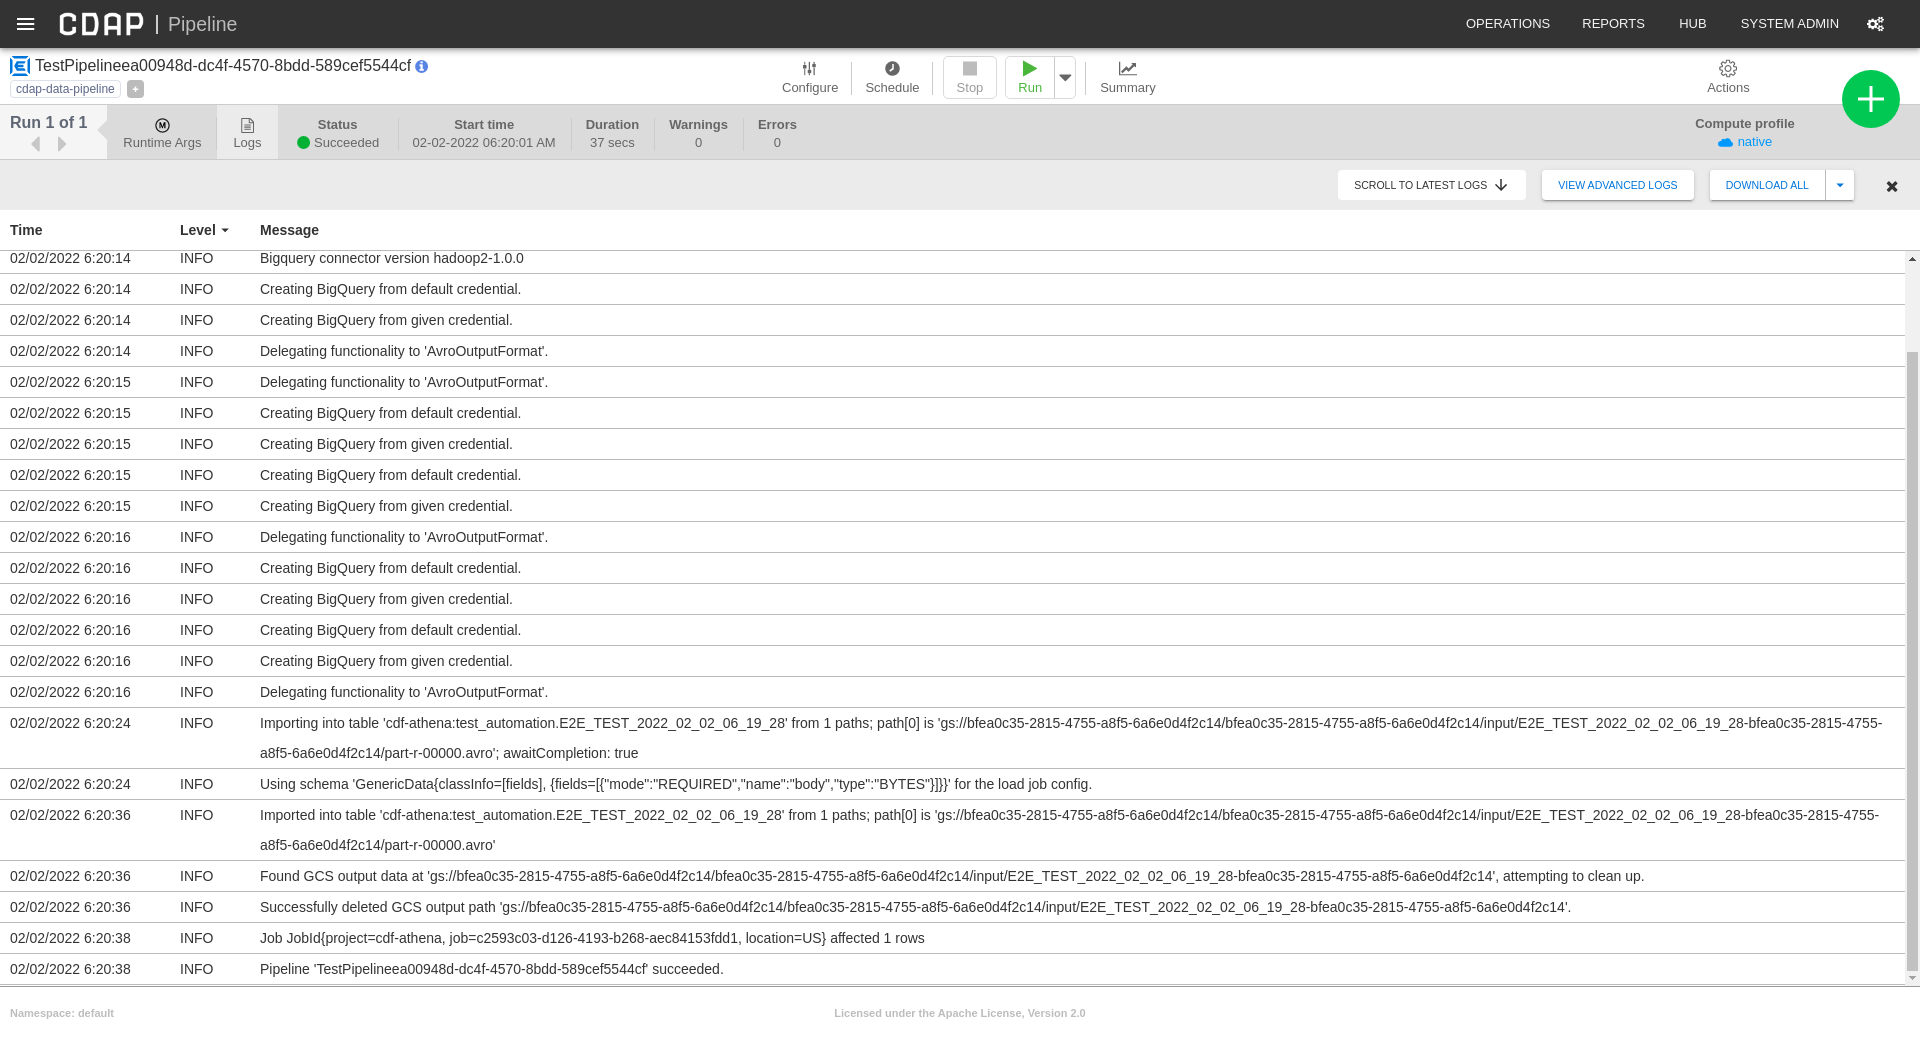 CDAP | Pipeline OPERATIONS REPORTS HUB SYSTEM ADMIN
TestPipelineea00948d-dc4f-4570-8bdd-589cef5544cf
cdap-data-pipeline +
Configure Schedule Stop Run Summary Actions
Run 1 of 1
Runtime Args Logs
Status Start time Duration Warnings Errors Compute profile
Succeeded 02-02-2022 06:20:01 AM 37 secs 0 0 native
SCROLL TO LATEST LOGS VIEW ADVANCED LOGS DOWNLOAD ALL
Time Level Message
02/02/2022 6:20:14 INFO Bigquery connector version hadoop2-1.0.0
02/02/2022 6:20:14 INFO Creating BigQuery from default credential.
02/02/2022 6:20:14 INFO Creating BigQuery from given credential.
02/02/2022 6:20:14 INFO Delegating functionality to 'AvroOutputFormat'.
02/02/2022 6:20:15 INFO Delegating functionality to 'AvroOutputFormat'.
02/02/2022 6:20:15 INFO Creating BigQuery from default credential.
02/02/2022 6:20:15 INFO Creating BigQuery from given credential.
02/02/2022 6:20:15 INFO Creating BigQuery from default credential.
02/02/2022 6:20:15 INFO Creating BigQuery from given credential.
02/02/2022 6:20:16 INFO Delegating functionality to 'AvroOutputFormat'.
02/02/2022 6:20:16 INFO Creating BigQuery from default credential.
02/02/2022 6:20:16 INFO Creating BigQuery from given credential.
02/02/2022 6:20:16 INFO Creating BigQuery from default credential.
02/02/2022 6:20:16 INFO Creating BigQuery from given credential.
02/02/2022 6:20:16 INFO Delegating functionality to 'AvroOutputFormat'.
02/02/2022 6:20:24 INFO Importing into table 'cdf-athena:test_automation.E2E_TEST_2022_02_02_06_19_28' from 1 paths; path[0] is 'gs://bfea0c35-2815-4755-a8f5-6a6e0d4f2c14/bfea0c35-2815-4755-a8f5-6a6e0d4f2c14/input/E2E_TEST_2022_02_02_06_19_28-bfea0c35-2815-4755-
a8f5-6a6e0d4f2c14/part-r-00000.avro'; awaitCompletion: true
02/02/2022 6:20:24 INFO Using schema 'GenericData{classInfo=[fields], {fields=[{"mode":"REQUIRED","name":"body","type":"BYTES"}]}}' for the load job config.
02/02/2022 6:20:36 INFO Imported into table 'cdf-athena:test_automation.E2E_TEST_2022_02_02_06_19_28' from 1 paths; path[0] is 'gs://bfea0c35-2815-4755-a8f5-6a6e0d4f2c14/bfea0c35-2815-4755-a8f5-6a6e0d4f2c14/input/E2E_TEST_2022_02_02_06_19_28-bfea0c35-2815-4755-
a8f5-6a6e0d4f2c14/part-r-00000.avro'
02/02/2022 6:20:36 INFO Found GCS output data at 'gs://bfea0c35-2815-4755-a8f5-6a6e0d4f2c14/bfea0c35-2815-4755-a8f5-6a6e0d4f2c14/input/E2E_TEST_2022_02_02_06_19_28-bfea0c35-2815-4755-a8f5-6a6e0d4f2c14', attempting to clean up.
02/02/2022 6:20:36 INFO Successfully deleted GCS output path 'gs://bfea0c35-2815-4755-a8f5-6a6e0d4f2c14/bfea0c35-2815-4755-a8f5-6a6e0d4f2c14/input/E2E_TEST_2022_02_02_06_19_28-bfea0c35-2815-4755-a8f5-6a6e0d4f2c14'.
02/02/2022 6:20:38 INFO Job JobId{project=cdf-athena, job=c2593c03-d126-4193-b268-aec84153fdd1, location=US} affected 1 rows
02/02/2022 6:20:38 INFO Pipeline 'TestPipelineea00948d-dc4f-4570-8bdd-589cef5544cf' succeeded.
Namespace: default Licensed under the Apache License, Version 2.0